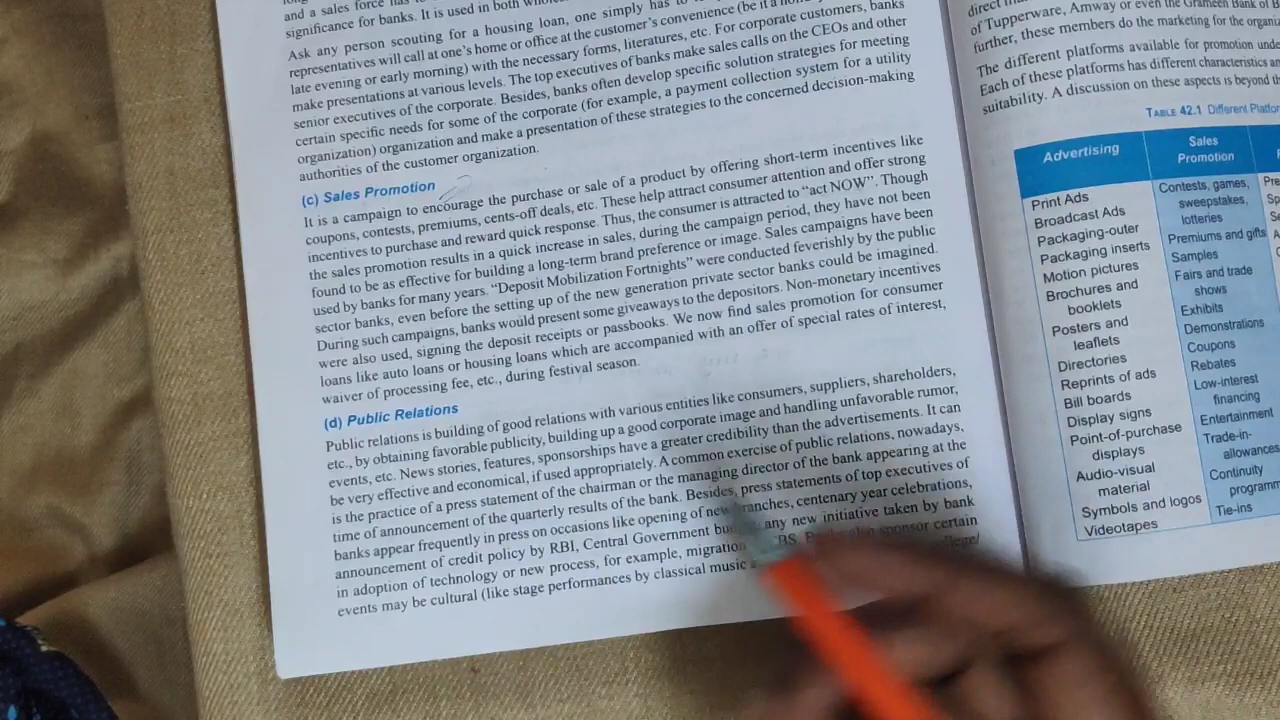 and a sales force has
significance for banks. It is used in both
Ask any person scouting for a housing loan, one simply has to
representatives will call at one's home or office at the customer's convenience (be it a
late evening or early morning) with the necessary forms, literatures, etc. For corporate customers, banks
make presentations at various levels. The top executives of banks make sales calls on the CEOs and other
senior executives of the corporate. Besides, banks often develop specific solution strategies for meeting
certain specific needs for some of the corporate (for example, a payment collection system for a utility
organization) organization and make a presentation of these strategies to the concerned decision-making
authorities of the customer organization.
(c) Sales Promotion
It is a campaign to encourage the purchase or sale of a product by offering short-term incentives like
coupons, contests, premiums, cents-off deals, etc. These help attract consumer attention and offer strong
incentives to purchase and reward quick response. Thus, the consumer is attracted to “act NOW”. Though
the sales promotion results in a quick increase in sales, during the campaign period, they have not been
found to be as effective for building a long-term brand preference or image. Sales campaigns have been
used by banks for many years. “Deposit Mobilization Fortnights” were conducted feverishly by the public
sector banks, even before the setting up of the new generation private sector banks could be imagined.
During such campaigns, banks would present some giveaways to the depositors. Non-monetary incentives
were also used, signing the deposit receipts or passbooks. We now find sales promotion for consumer
loans like auto loans or housing loans which are accompanied with an offer of special rates of interest,
waiver of processing fee, etc., during festival season.
(d) Public Relations
Public relations is building of good relations with various entities like consumers, suppliers, shareholders,
etc., by obtaining favorable publicity, building up a good corporate image and handling unfavorable rumor,
events, etc. News stories, features, sponsorships have a greater credibility than the advertisements. It can
be very effective and economical, if used appropriately. A common exercise of public relations, nowadays,
is the practice of a press statement of the chairman or the managing director of the bank appearing at the
time of announcement of the quarterly results of the bank. Besides, press statements of top executives of
banks appear frequently in press on occasions like opening of new branches, centenary year celebrations,
announcement of credit policy by RBI, Central Government any new initiative taken by bank
in adoption of technology or new process, for example, migration also sponsor certain
events may be cultural (like stage performances by classical music
direct
of Tupperware, Amway or even the Grameen Bank of
further, these members do the marketing for the
The different platforms available for promotion
Each of these platforms has different characteristics
suitability. A discussion on these aspects is beyond
TABLE 42.1 Different
Advertising
Print Ads
Broadcast Ads
Packaging-outer
Packaging inserts
Motion pictures
Brochures and
booklets
Posters and
leaflets
Directories
Reprints of ads
Bill boards
Display signs
Point-of-purchase
displays
Audio-visual
material
Symbols and logos
Videotapes
Sales
Promotion
Contests, games,
sweepstakes,
lotteries
Premiums and gifts
Samples
Fairs and trade
shows
Exhibits
Demonstrations
Coupons
Rebates
Low-interest
financing
Entertainment
Trade-in-
allowances
Continuity
Tie-ins